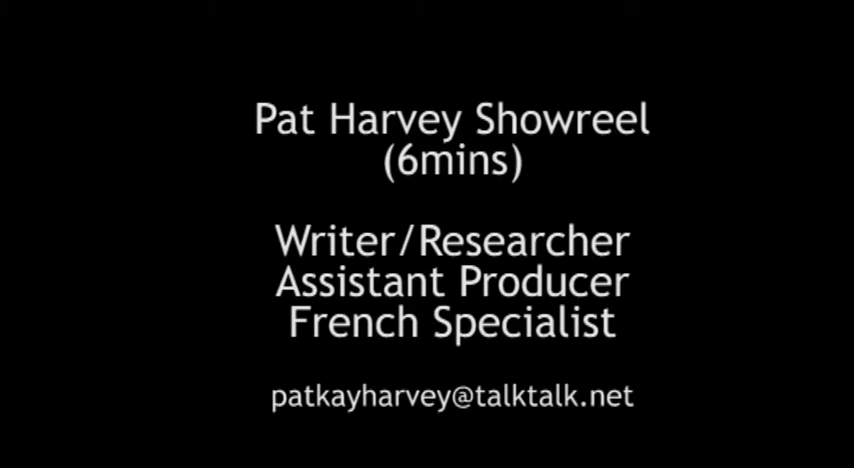 Pat Harvey Showreel
(6mins)
Writer/Researcher
Assistant Producer
French Specialist
patkayharvey@talktalk.net